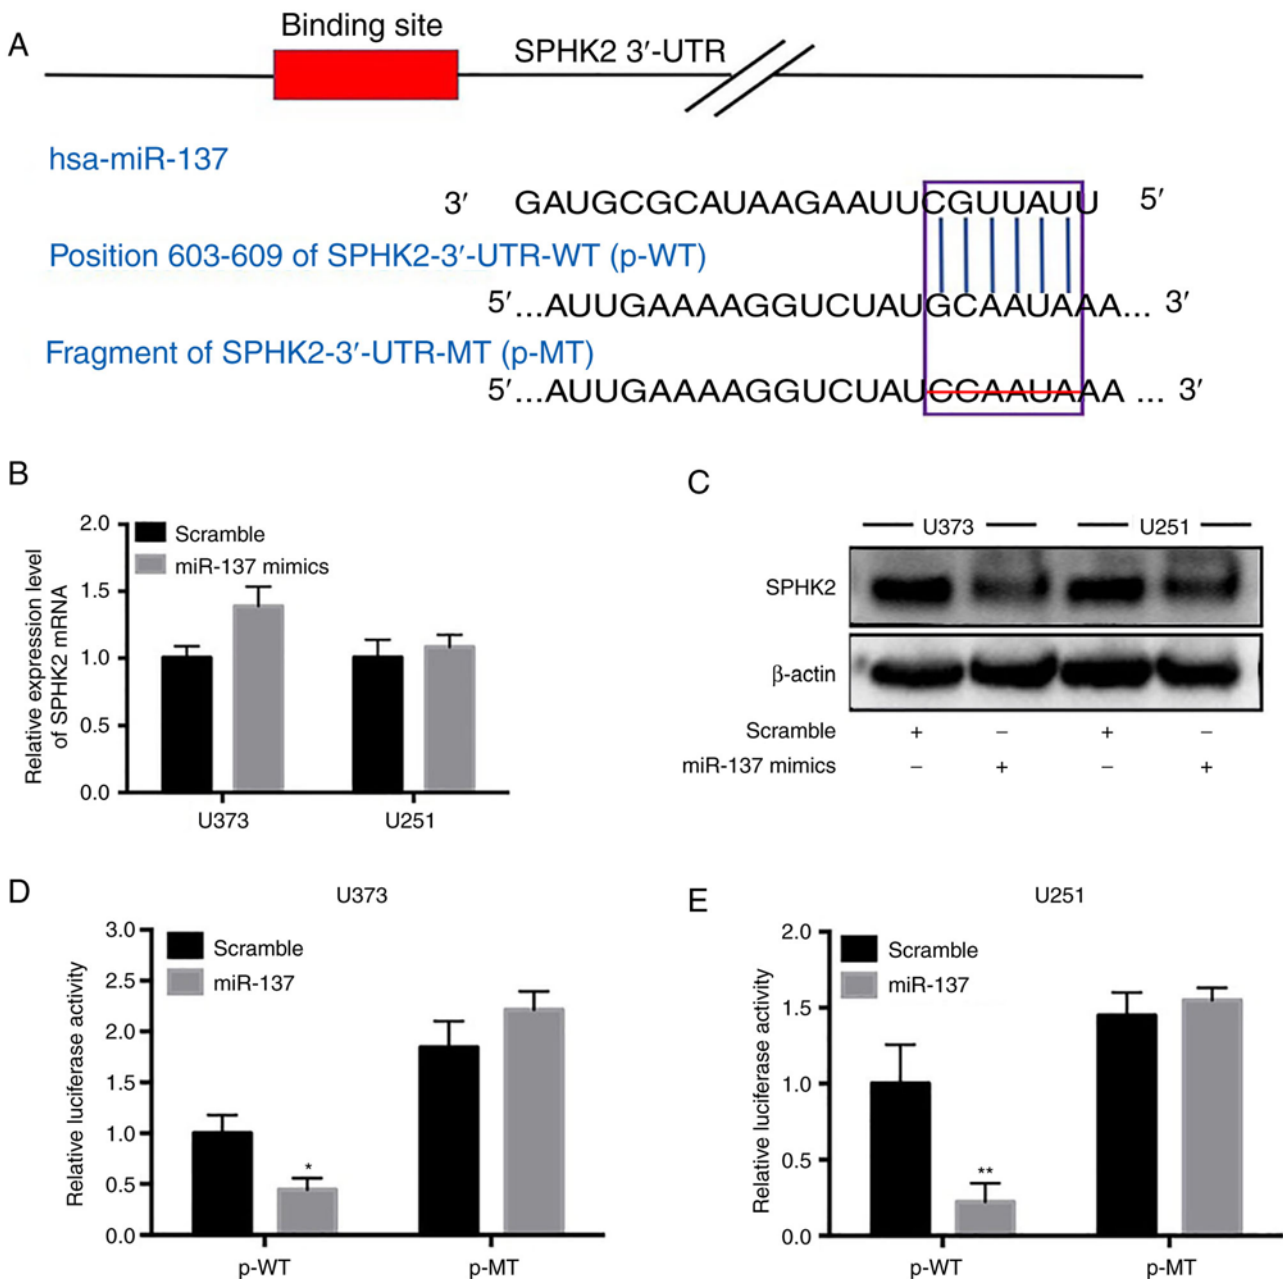 A
Binding site
SPHK2 3′-UTR
hsa-miR-137
3′ GAUGCGCAUAAGAAUUCGUUAUU 5′
Position 603-609 of SPHK2-3′-UTR-WT (p-WT)
5′...AUUGAAAAGGUCUAUGCAAUAAA... 3′
Fragment of SPHK2-3′-UTR-MT (p-MT)
5′...AUUGAAAAGGUCUAUCCAAUAAA ... 3′
B
Relative expression level
of SPHK2 mRNA
2.0
1.5
1.0
0.5
0.0
Scramble
miR-137 mimics
U373 U251
C
U373 U251
SPHK2
β-actin
Scramble + – + –
miR-137 mimics – + – +
D
U373
Relative luciferase activity
3.0
2.5
2.0
1.5
1.0
0.5
0.0
Scramble
miR-137
*
p-WT p-MT
E
U251
Relative luciferase activity
2.0
1.5
1.0
0.5
0.0
Scramble
miR-137
**
p-WT p-MT